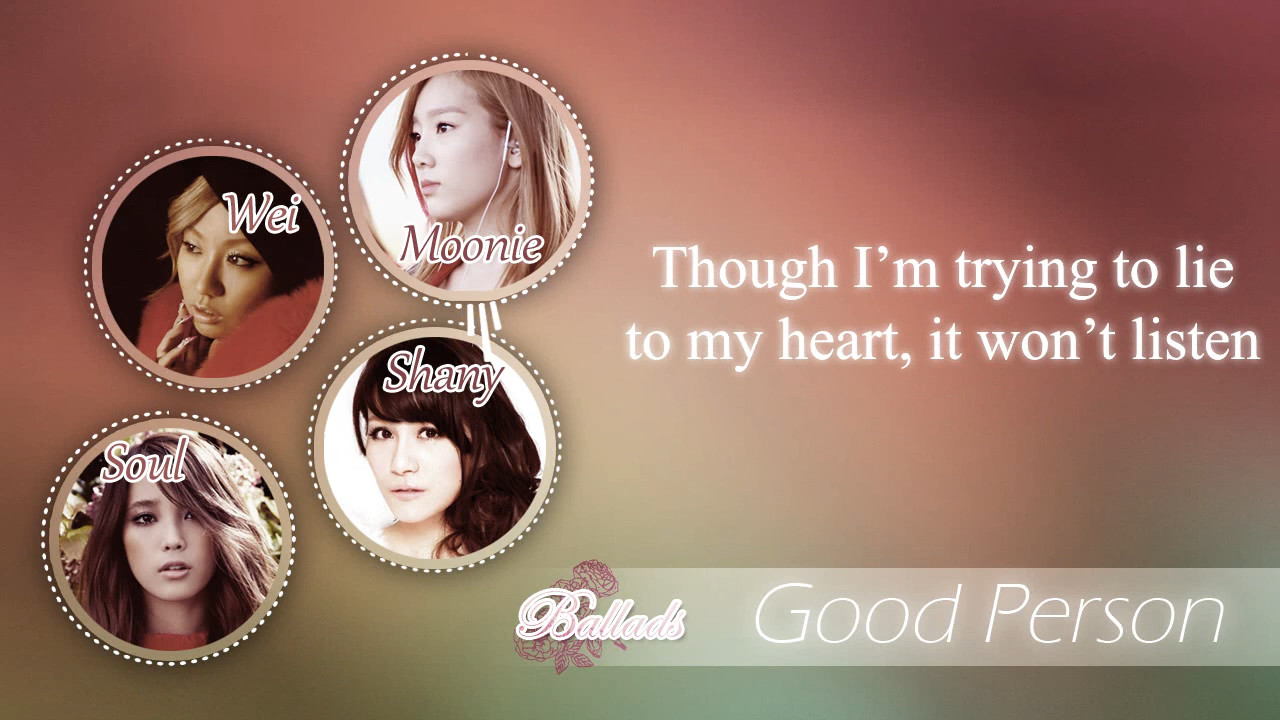 Wei
Moonie
Shany
Soul
Though I’m trying to lie
to my heart, it won’t listen
Ballads
Good Person